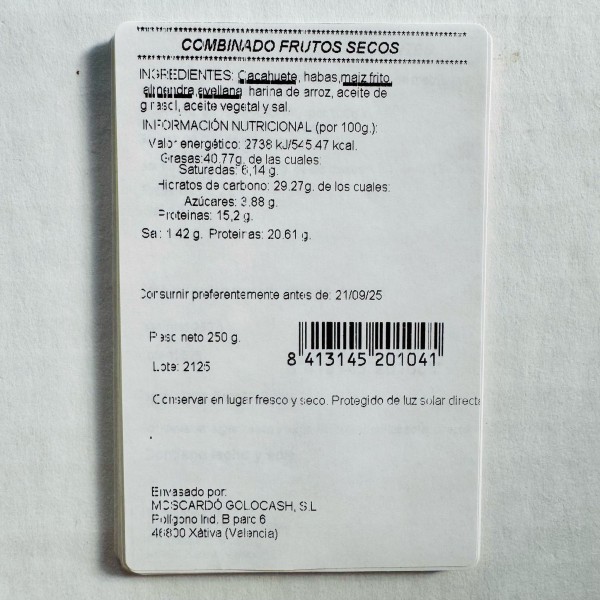 COMBINADO FRUTOS SECOS
INGREDIENTES: Cacahuete, habas,maiz frito,
almendra,avellana, harina de arroz, aceite de
girasol, aceite vegetal y sal.
INFORMACIÓN NUTRICIONAL (por 100g.):
Valor energético: 2738 kJ/545.47 kcal.
Grasas:40.77g. de las cuales:
Saturadas: 6,14 g.
Hidratos de carbono: 29.27g. de los cuales:
Azúcares: 3.88 g.
Proteinas: 15,2 g.
Sal: 1.42 g. Proteinas: 20.61 g.
Consumir preferentemente antes de: 21/09/25
Peso neto 250 g.
8 413145 201041
Lote: 2125
Conservar en lugar fresco y seco. Protegido de luz solar directa
Envasado por:
MOSCARDÓ GOLOCASH, S.L
Polígono Ind. B parc 6
46800 Xàtiva (Valencia)